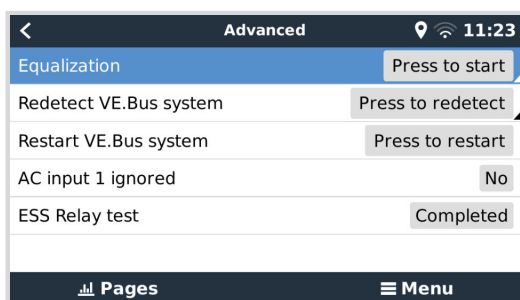 Advanced 11:23
Equalization Press to start
Redetect VE.Bus system Press to redetect
Restart VE.Bus system Press to restart
AC input 1 ignored No
ESS Relay test Completed
Pages Menu